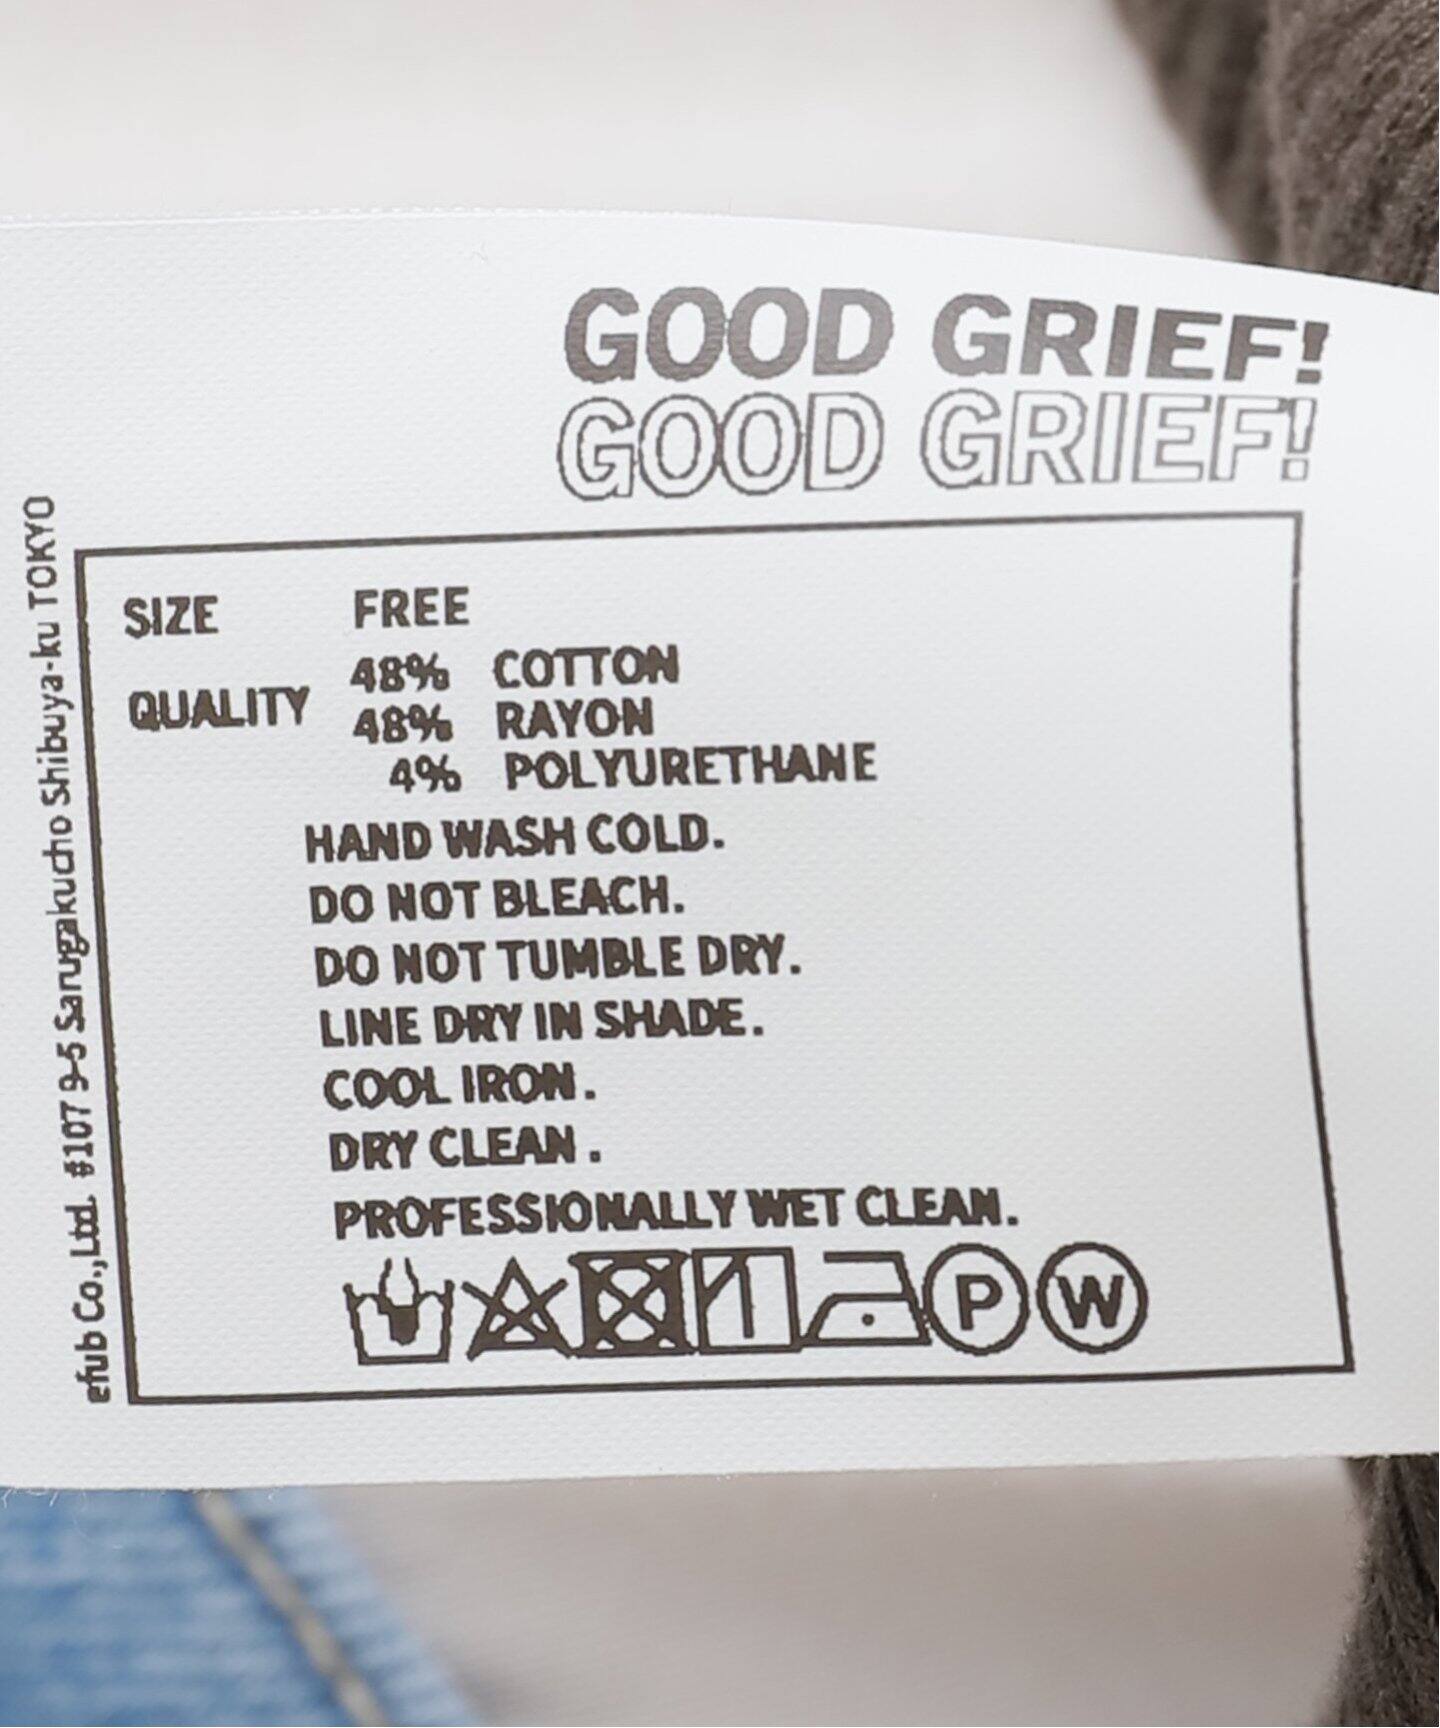 GOOD GRIEF!
GOOD GRIEF!
SIZE FREE
QUALITY 48% COTTON
48% RAYON
4% POLYURETHANE
HAND WASH COLD.
DO NOT BLEACH.
DO NOT TUMBLE DRY.
LINE DRY IN SHADE.
COOL IRON.
DRY CLEAN.
PROFESSIONALLY WET CLEAN.
P W
efub Co.,Ltd. #107 9-5 Sarugakucho Shibuya-ku TOKYO